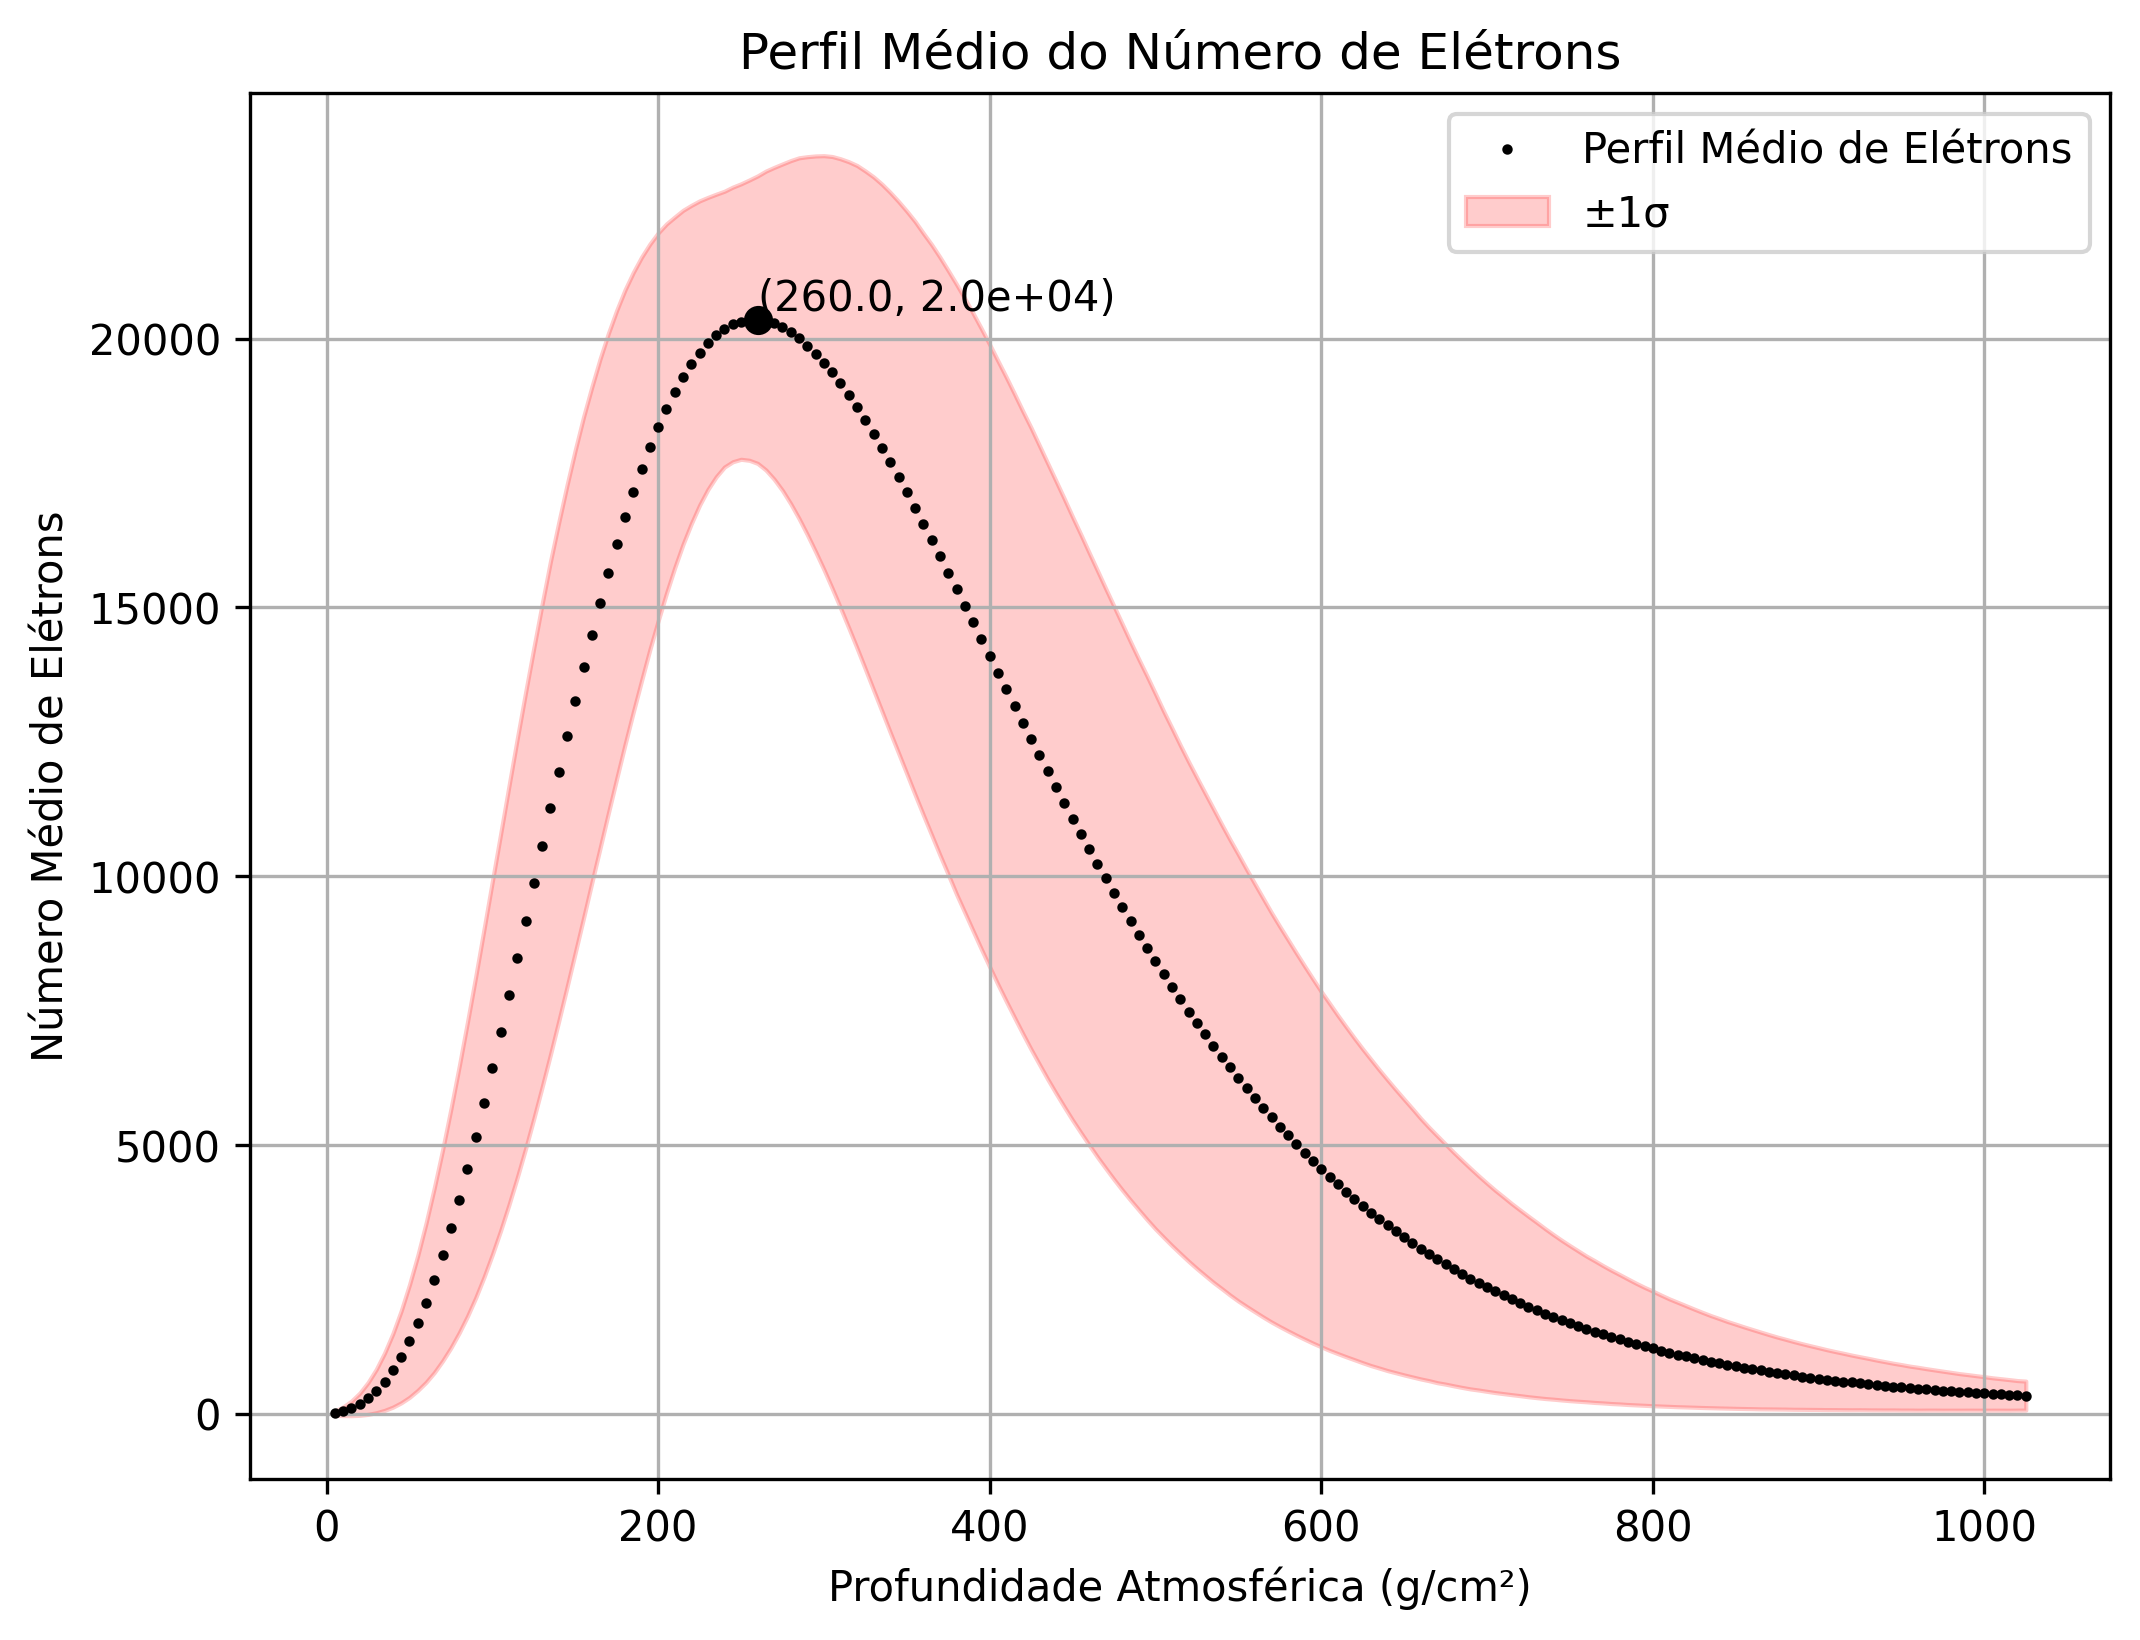 Perfil Médio do Número de Elétrons
Perfil Médio de Elétrons
±1σ
(260.0, 2.0e+04)
20000
15000
10000
5000
0
Número Médio de Elétrons
0 200 400 600 800 1000
Profundidade Atmosférica (g/cm²)